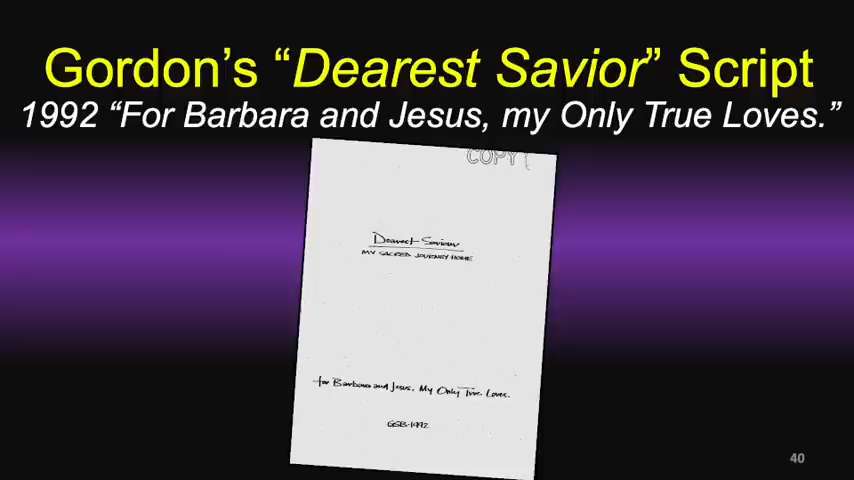 Gordon's “Dearest Savior” Script
1992 “For Barbara and Jesus, my Only True Loves.”
COPY
Dearest Saviour
MY SACRED JOURNEY HOME
for Barbara and Jesus. My Only True Loves.
GSB-1992
40